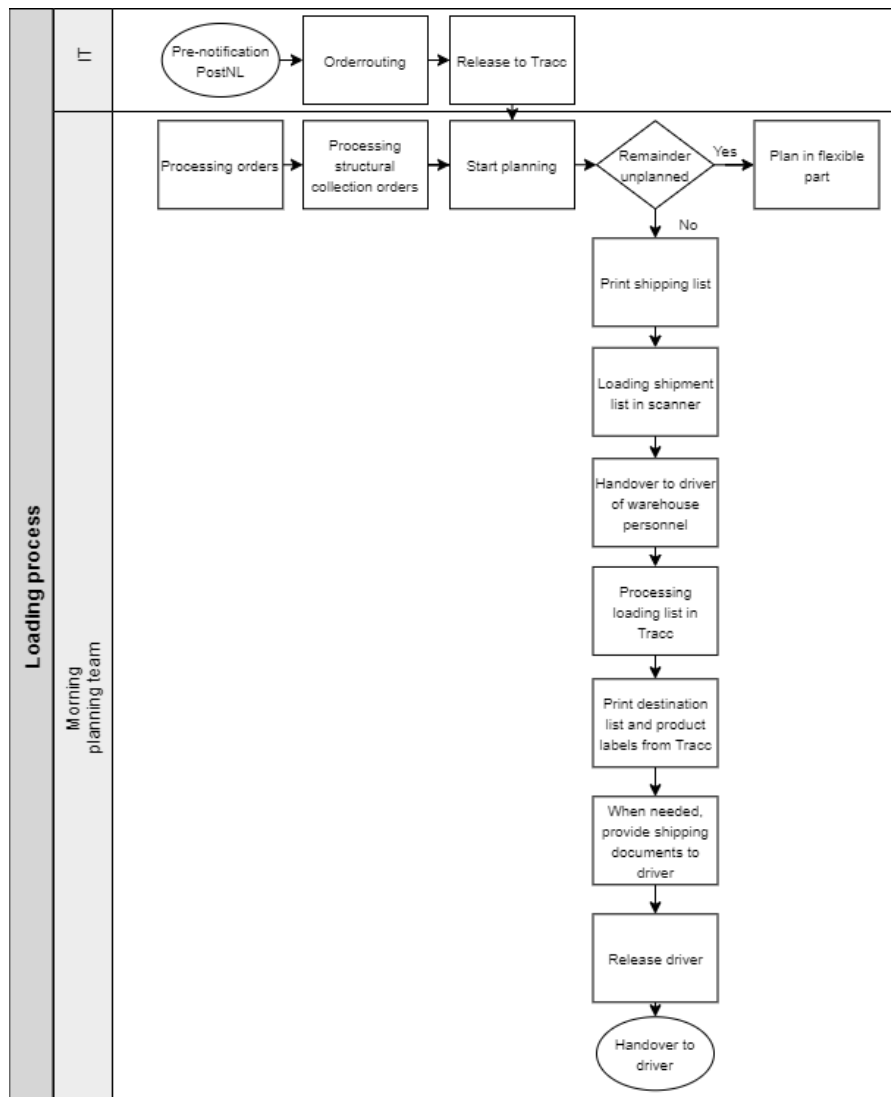 Loading process
IT
Pre-notification
PostNL
Orderrouting
Release to Tracc
Morning
planning team
Processing orders
Processing
structural
collection orders
Start planning
Remainder
unplanned
Yes
Plan in flexible
part
No
Print shipping list
Loading shipment
list in scanner
Handover to driver
of warehouse
personnel
Processing
loading list in
Tracc
Print destination
list and product
labels from Tracc
When needed,
provide shipping
documents to
driver
Release driver
Handover to
driver